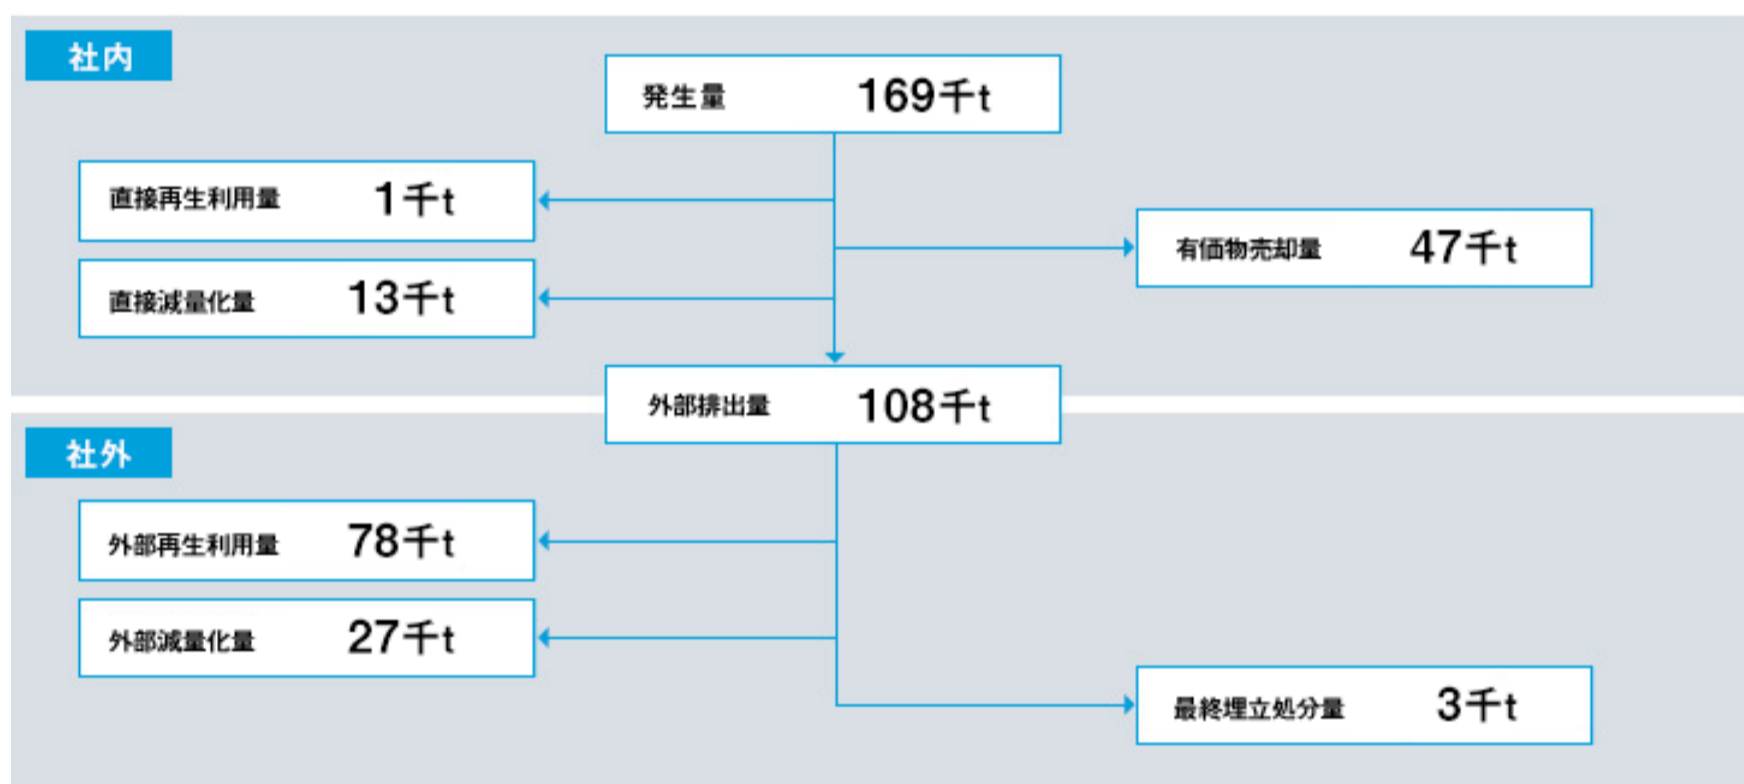 社内
発生量 169千t
直接再生利用量 1千t
有価物売却量 47千t
直接減量化量 13千t
外部排出量 108千t
社外
外部再生利用量 78千t
外部減量化量 27千t
最終埋立処分量 3千t